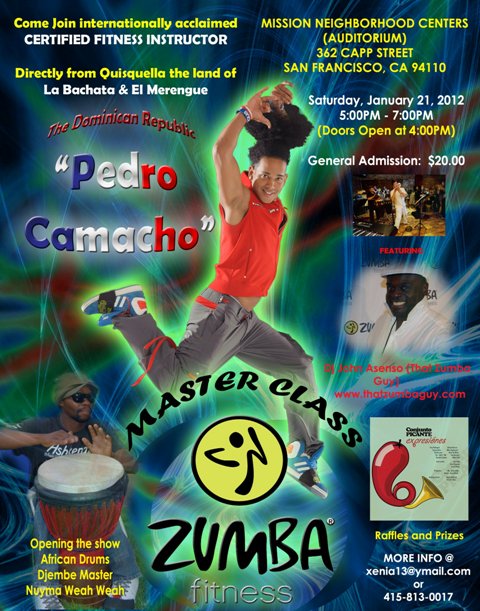 Come Join internationally acclaimed
CERTIFIED FITNESS INSTRUCTOR
Directly from Quisquella the land of
La Bachata & El Merengue
The Dominican Republic
"Pedro
Camacho"
MISSION NEIGHBORHOOD CENTERS
(AUDITORIUM)
362 CAPP STREET
SAN FRANCISCO, CA 94110
Saturday, January 21, 2012
5:00PM - 7:00PM
(Doors Open at 4:00PM)
General Admission: $20.00
FEATURING
ZUMBA
Dj John Asenso (That Zumba
Guy)
www.thatzumbaguy.com
MASTER CLASS
ZUMBA®
fitness
Conjunto
PICANTE
expresiónes
Raffles and Prizes
MORE INFO @
xenia13@ymail.com
or
415-813-0017
Opening the show
African Drums
Djembe Master
Nuyma Weah Weah